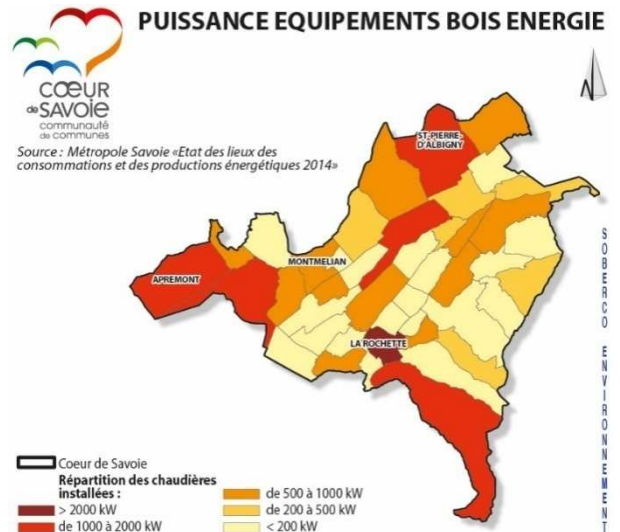 PUISSANCE EQUIPEMENTS BOIS ENERGIE
CŒUR
de SAVOIE
communauté
de communes
Source : Métropole Savoie «Etat des lieux des
consommations et des productions énergétiques 2014»
N
ST-PIERRE-
D'ALBIGNY
MONTMELIAN
APREMONT
LA ROCHETTE
SOBERCO ENVIRONNEMENT
Coeur de Savoie
Répartition des chaudières
installées :
> 2000 kW
de 1000 à 2000 kW
de 500 à 1000 kW
de 200 à 500 kW
< 200 kW